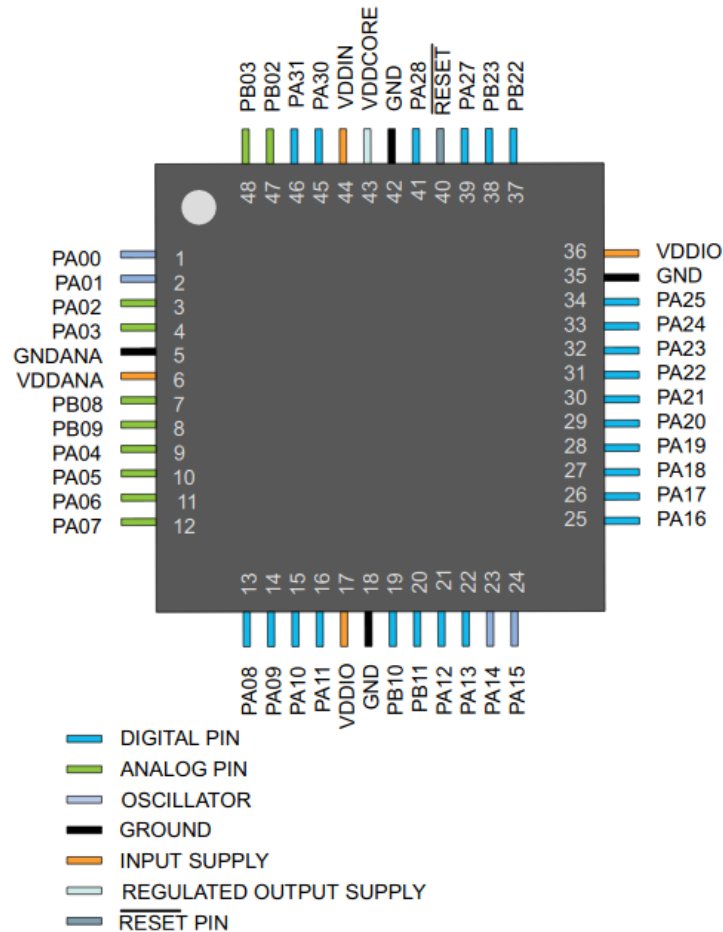 PB03
PB02
PA31
PA30
VDDIN
VDDCORE
GND
PA28
RESET
PA27
PB23
PB22
48
47
46
45
44
43
42
41
40
39
38
37
PA00 1
PA01 2
PA02 3
PA03 4
GNDANA 5
VDDANA 6
PB08 7
PB09 8
PA04 9
PA05 10
PA06 11
PA07 12
36 VDDIO
35 GND
34 PA25
33 PA24
32 PA23
31 PA22
30 PA21
29 PA20
28 PA19
27 PA18
26 PA17
25 PA16
13
14
15
16
17
18
19
20
21
22
23
24
PA08
PA09
PA10
PA11
VDDIO
GND
PB10
PB11
PA12
PA13
PA14
PA15
DIGITAL PIN
ANALOG PIN
OSCILLATOR
GROUND
INPUT SUPPLY
REGULATED OUTPUT SUPPLY
RESET PIN